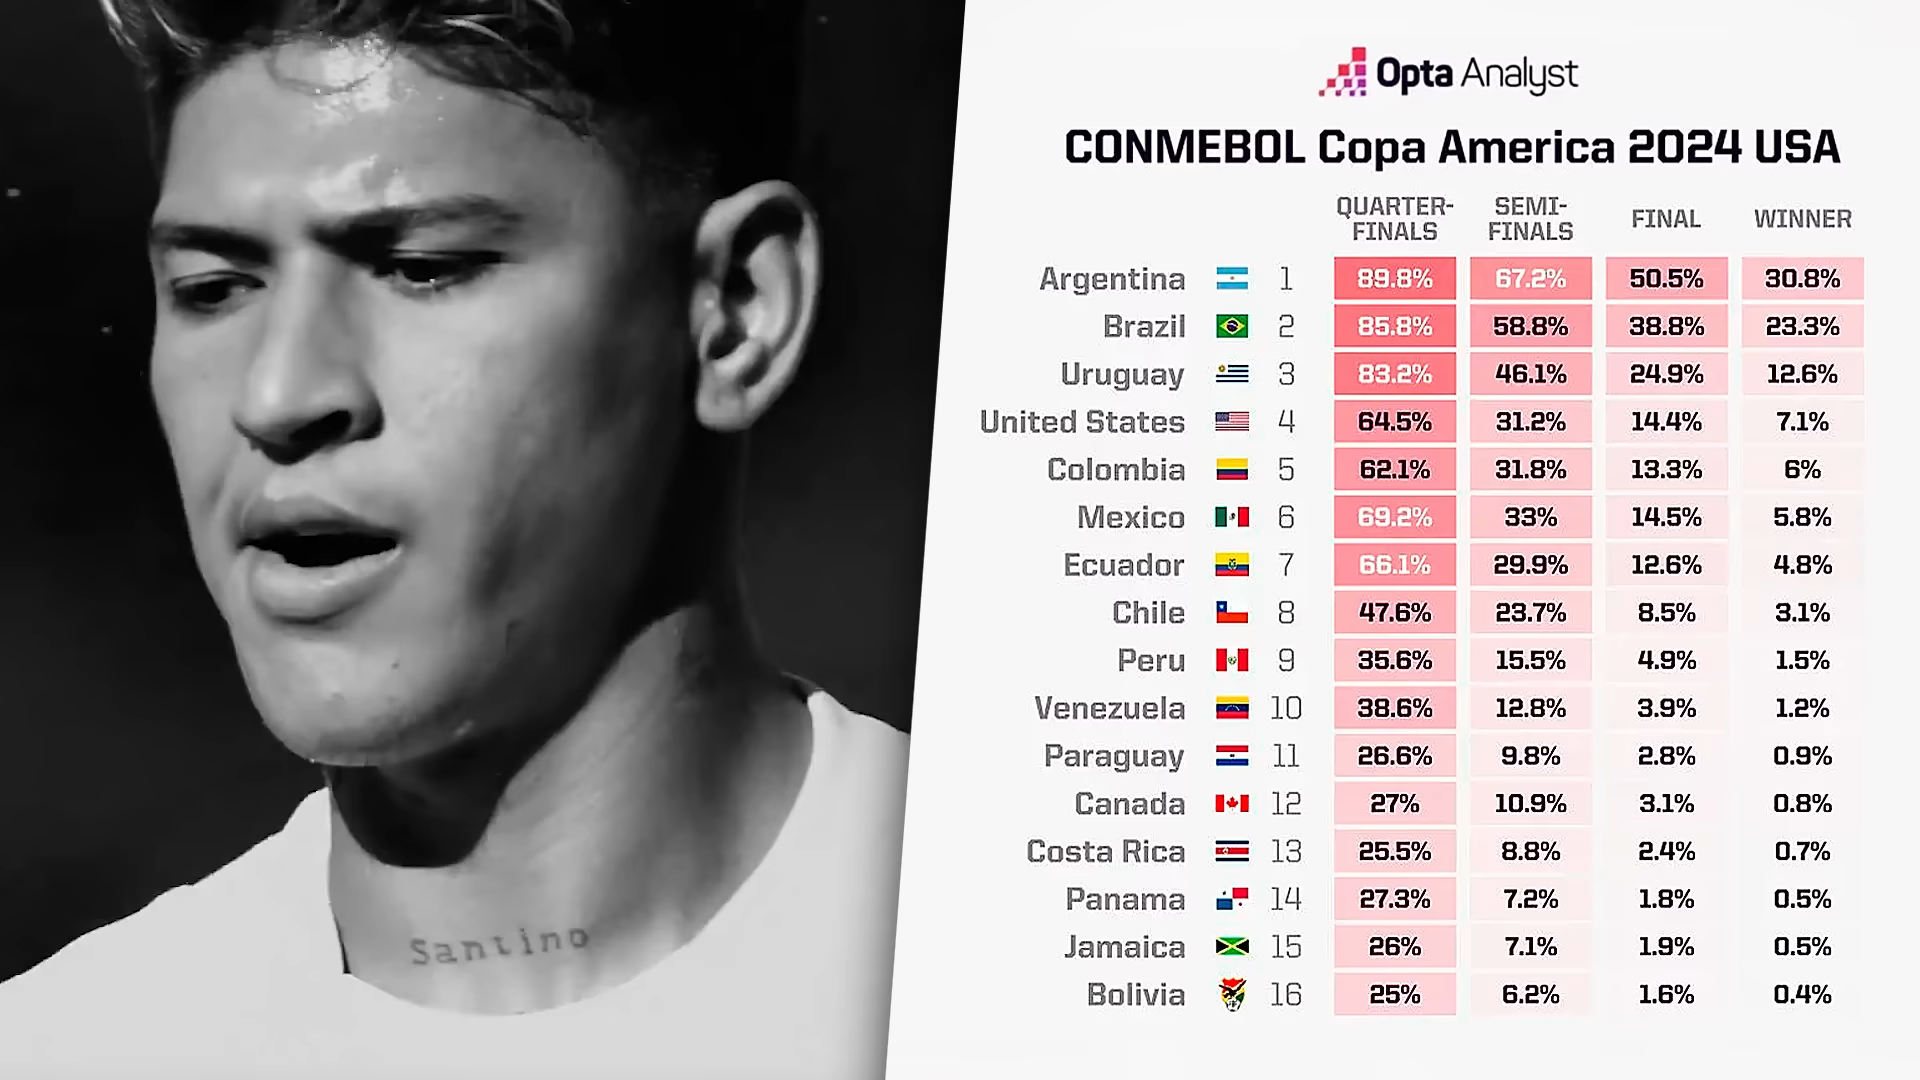 Santino
Opta Analyst
CONMEBOL Copa America 2024 USA
QUARTER-
FINALS
SEMI-
FINALS
FINAL
WINNER
Argentina 1 89.8% 67.2% 50.5% 30.8%
Brazil 2 85.8% 58.8% 38.8% 23.3%
Uruguay 3 83.2% 46.1% 24.9% 12.6%
United States 4 64.5% 31.2% 14.4% 7.1%
Colombia 5 62.1% 31.8% 13.3% 6%
Mexico 6 69.2% 33% 14.5% 5.8%
Ecuador 7 66.1% 29.9% 12.6% 4.8%
Chile 8 47.6% 23.7% 8.5% 3.1%
Peru 9 35.6% 15.5% 4.9% 1.5%
Venezuela 10 38.6% 12.8% 3.9% 1.2%
Paraguay 11 26.6% 9.8% 2.8% 0.9%
Canada 12 27% 10.9% 3.1% 0.8%
Costa Rica 13 25.5% 8.8% 2.4% 0.7%
Panama 14 27.3% 7.2% 1.8% 0.5%
Jamaica 15 26% 7.1% 1.9% 0.5%
Bolivia 16 25% 6.2% 1.6% 0.4%